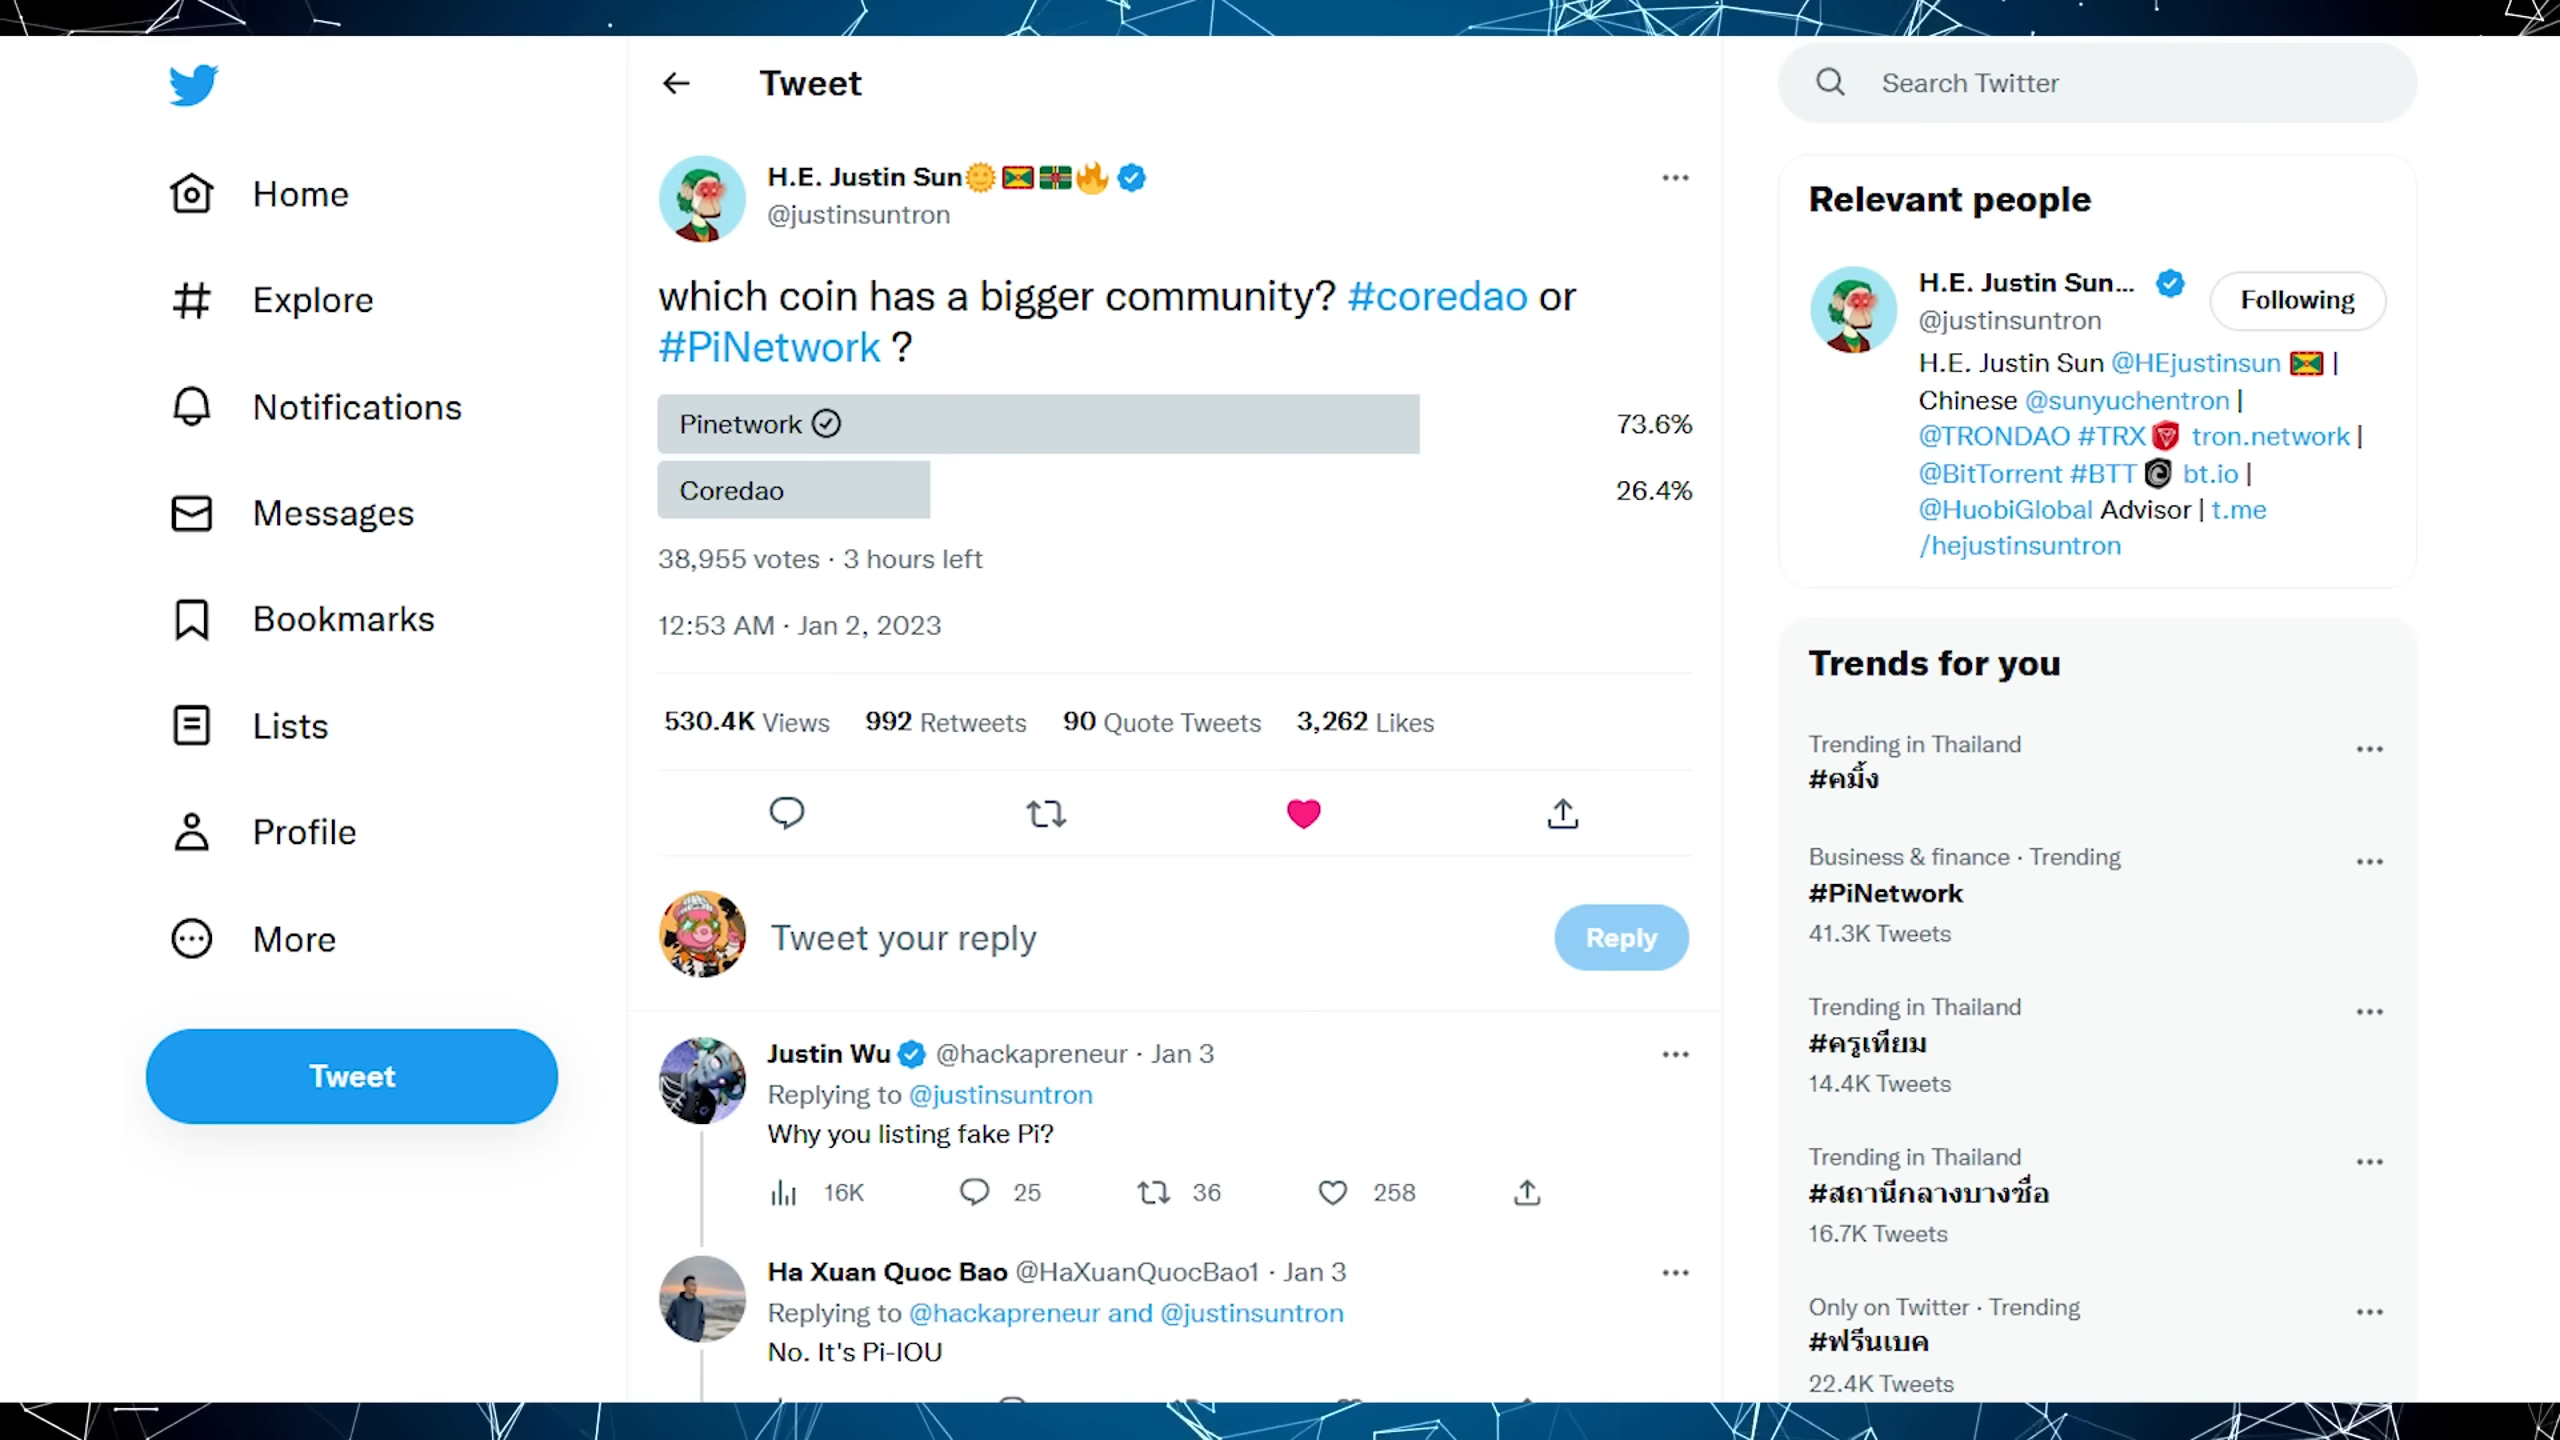 Home
Explore
Notifications
Messages
Bookmarks
Lists
Profile
More
Tweet
Tweet
H.E. Justin Sun🌞🇬🇩🇩🇲🔥
@justinsuntron
which coin has a bigger community? #coredao or
#PiNetwork ?
Pinetwork 73.6%
Coredao 26.4%
38,955 votes · 3 hours left
12:53 AM · Jan 2, 2023
530.4K Views 992 Retweets 90 Quote Tweets 3,262 Likes
Tweet your reply
Reply
Justin Wu @hackapreneur · Jan 3
Replying to @justinsuntron
Why you listing fake Pi?
16K 25 36 258
Ha Xuan Quoc Bao @HaXuanQuocBao1 · Jan 3
Replying to @hackapreneur and @justinsuntron
No. It's Pi-IOU
Search Twitter
Relevant people
H.E. Justin Sun...
Following
@justinsuntron
H.E. Justin Sun @HEjustinsun 🇬🇩 |
Chinese @sunyuchentron |
@TRONDAO #TRX tron.network |
@BitTorrent #BTT bt.io |
@HuobiGlobal Advisor | t.me
/hejustinsuntron
Trends for you
Trending in Thailand
#คมิ้ง
Business & finance · Trending
#PiNetwork
41.3K Tweets
Trending in Thailand
#ครูเทียม
14.4K Tweets
Trending in Thailand
#สถานีกลางบางซื่อ
16.7K Tweets
Only on Twitter · Trending
#ฟรีนเบค
22.4K Tweets